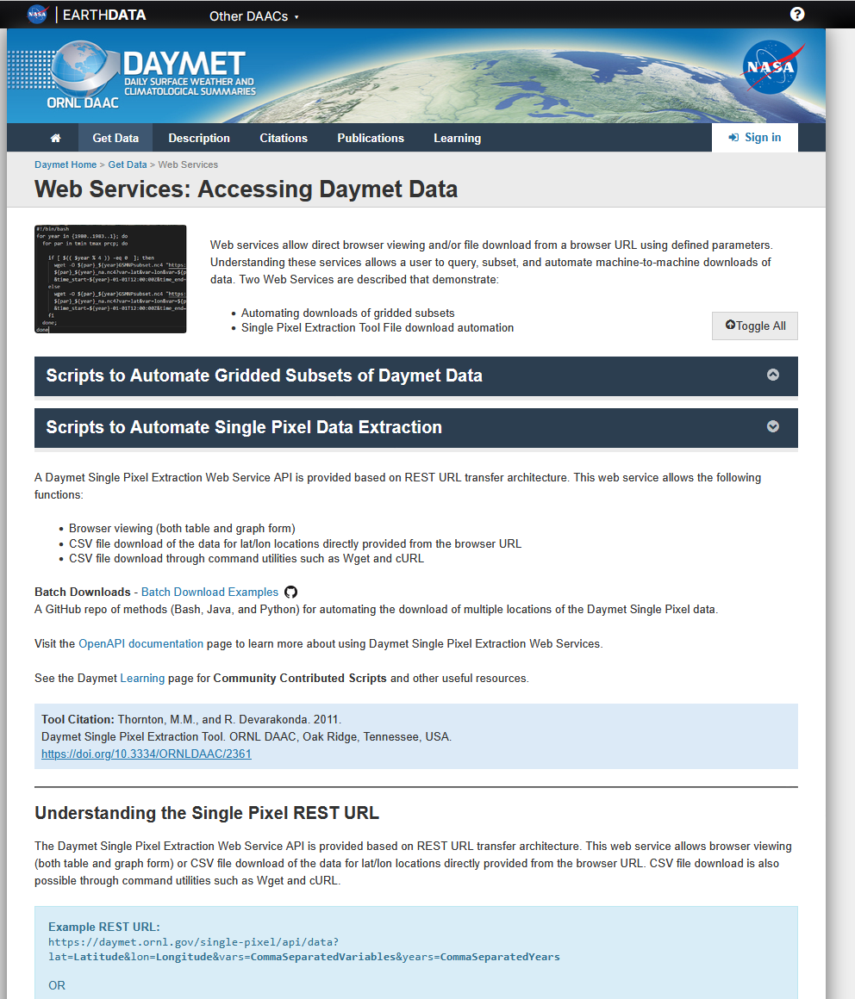 NASA | EARTHDATA Other DAACs ▾ ?
DAYMET
DAILY SURFACE WEATHER AND
CLIMATOLOGICAL SUMMARIES
ORNL DAAC
NASA
Get Data Description Citations Publications Learning Sign in
Daymet Home > Get Data > Web Services
Web Services: Accessing Daymet Data
#!/bin/bash
for year in {1980..1983..1}; do
for par in tmin tmax prcp; do
if [ $(( $year % 4 )) -eq 0 ]; then
wget -O ${par}_${year}GSMNPsubset.nc4 "https:
${par}_${year}_na.nc4?var=lat&var=lon&var=${p
&time_start=${year}-01-01T12:00:00Z&time_end=
else
wget -O ${par}_${year}GSMNPsubset.nc4 "https:
${par}_${year}_na.nc4?var=lat&var=lon&var=${p
&time_start=${year}-01-01T12:00:00Z&time_end=
fi
done;
done
Web services allow direct browser viewing and/or file download from a browser URL using defined parameters.
Understanding these services allows a user to query, subset, and automate machine-to-machine downloads of
data. Two Web Services are described that demonstrate:
• Automating downloads of gridded subsets
• Single Pixel Extraction Tool File download automation
Toggle All
Scripts to Automate Gridded Subsets of Daymet Data
Scripts to Automate Single Pixel Data Extraction
A Daymet Single Pixel Extraction Web Service API is provided based on REST URL transfer architecture. This web service allows the following
functions:
• Browser viewing (both table and graph form)
• CSV file download of the data for lat/lon locations directly provided from the browser URL
• CSV file download through command utilities such as Wget and cURL
Batch Downloads - Batch Download Examples
A GitHub repo of methods (Bash, Java, and Python) for automating the download of multiple locations of the Daymet Single Pixel data.
Visit the OpenAPI documentation page to learn more about using Daymet Single Pixel Extraction Web Services.
See the Daymet Learning page for Community Contributed Scripts and other useful resources.
Tool Citation: Thornton, M.M., and R. Devarakonda. 2011.
Daymet Single Pixel Extraction Tool. ORNL DAAC, Oak Ridge, Tennessee, USA.
https://doi.org/10.3334/ORNLDAAC/2361
Understanding the Single Pixel REST URL
The Daymet Single Pixel Extraction Web Service API is provided based on REST URL transfer architecture. This web service allows browser viewing
(both table and graph form) or CSV file download of the data for lat/lon locations directly provided from the browser URL. CSV file download is also
possible through command utilities such as Wget and cURL.
Example REST URL:
https://daymet.ornl.gov/single-pixel/api/data?
lat=Latitude&lon=Longitude&vars=CommaSeparatedVariables&years=CommaSeparatedYears
OR